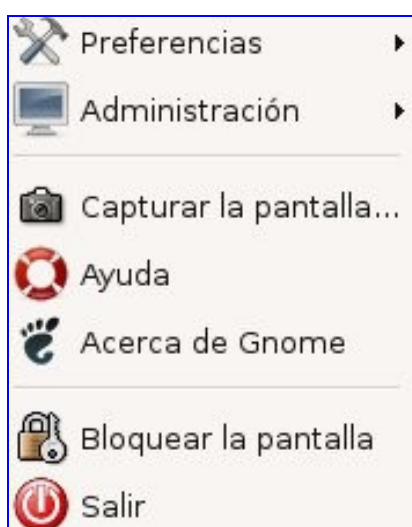 Preferencias
Administración
Capturar la pantalla...
Ayuda
Acerca de Gnome
Bloquear la pantalla
Salir